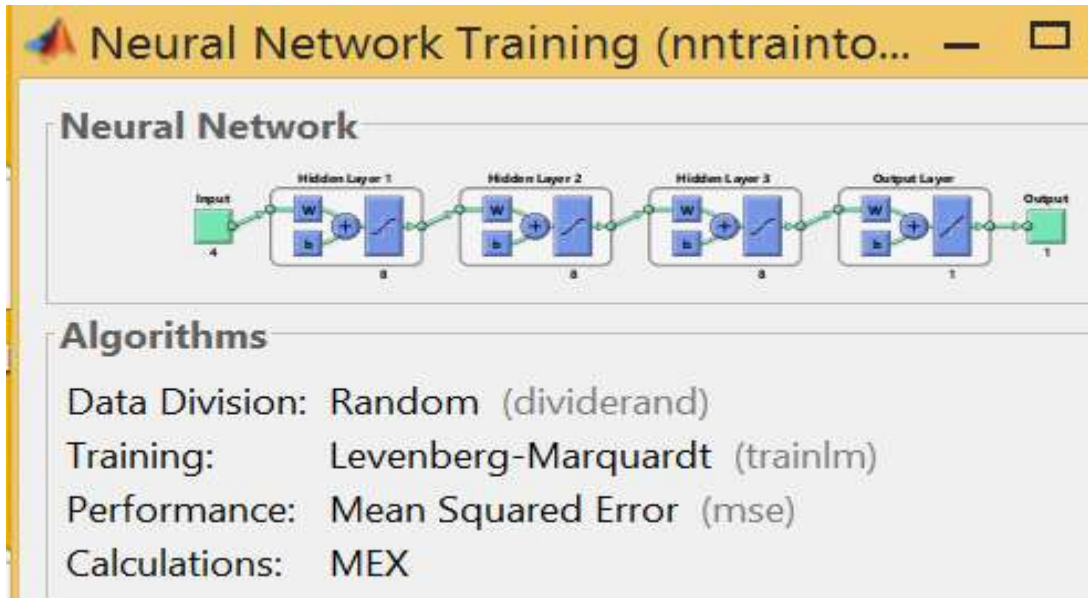 Neural Network Training (nntrainto...
Neural Network
Hidden Layer 1 Hidden Layer 2 Hidden Layer 3 Output Layer
Input Output
W W W W
+ + + +
b b b b
4 1
8 8 8 1
Algorithms
Data Division: Random (dividerand)
Training: Levenberg-Marquardt (trainlm)
Performance: Mean Squared Error (mse)
Calculations: MEX